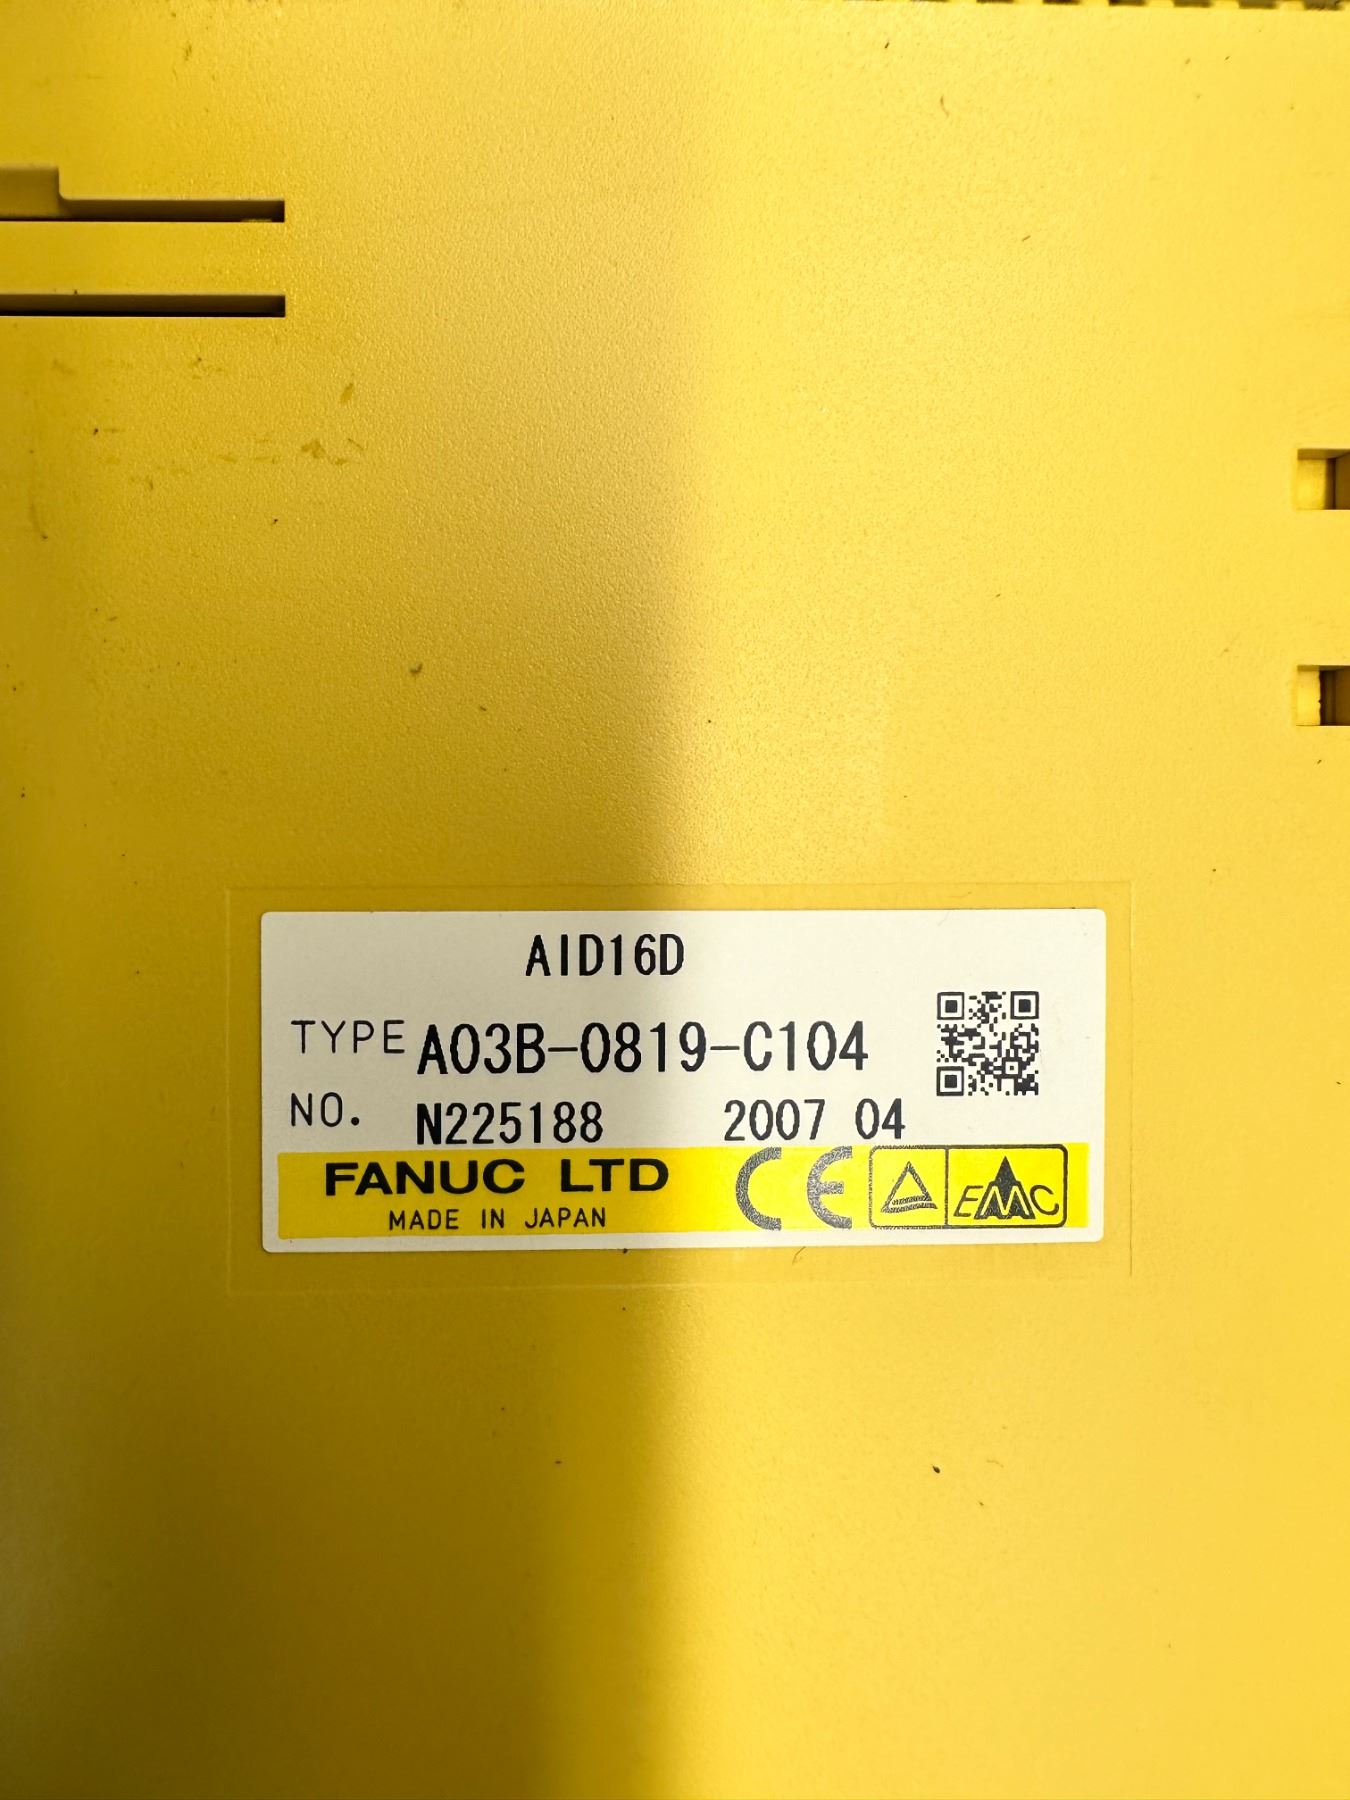 AID16D
TYPE A03B-0819-C104
NO. N225188 2007 04
FANUC LTD CE EMC
MADE IN JAPAN